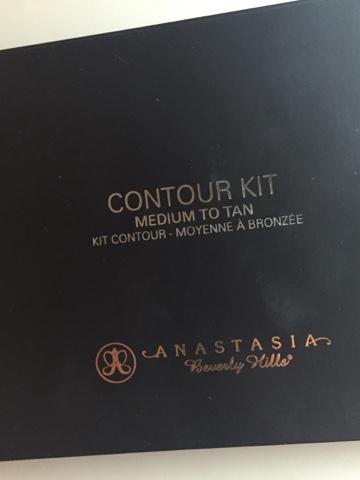 CONTOUR KIT
MEDIUM TO TAN
KIT CONTOUR - MOYENNE À BRONZÉE
ANASTASIA
Beverly Hills®